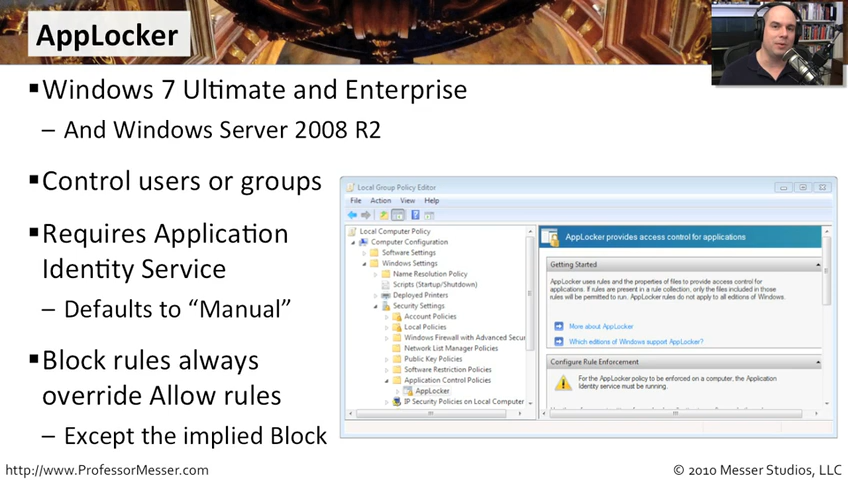 AppLocker
▪Windows 7 Ultimate and Enterprise
– And Windows Server 2008 R2
▪Control users or groups
▪Requires Application
Identity Service
– Defaults to “Manual”
▪Block rules always
override Allow rules
– Except the implied Block
Local Group Policy Editor
File Action View Help
Local Computer Policy
Computer Configuration
Software Settings
Windows Settings
Name Resolution Policy
Scripts (Startup/Shutdown)
Deployed Printers
Security Settings
Account Policies
Local Policies
Windows Firewall with Advanced Secur
Network List Manager Policies
Public Key Policies
Software Restriction Policies
Application Control Policies
AppLocker
IP Security Policies on Local Computer
AppLocker provides access control for applications
Getting Started
AppLocker uses rules and the properties of files to provide access control for
applications. If rules are present in a rule collection, only the files included in those
rules will be permitted to run. AppLocker rules do not apply to all editions of Windows.
More about AppLocker
Which editions of Windows support AppLocker?
Configure Rule Enforcement
For the AppLocker policy to be enforced on a computer, the Application
Identity service must be running.
http://www.ProfessorMesser.com
© 2010 Messer Studios, LLC